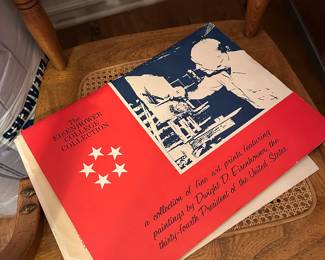 The
EISENHOWER
COLLEGE
COLLECTION
a collection of fine art prints featuring
paintings by Dwight D. Eisenhower, the
thirty-fourth President of the United States.
CLEANERS